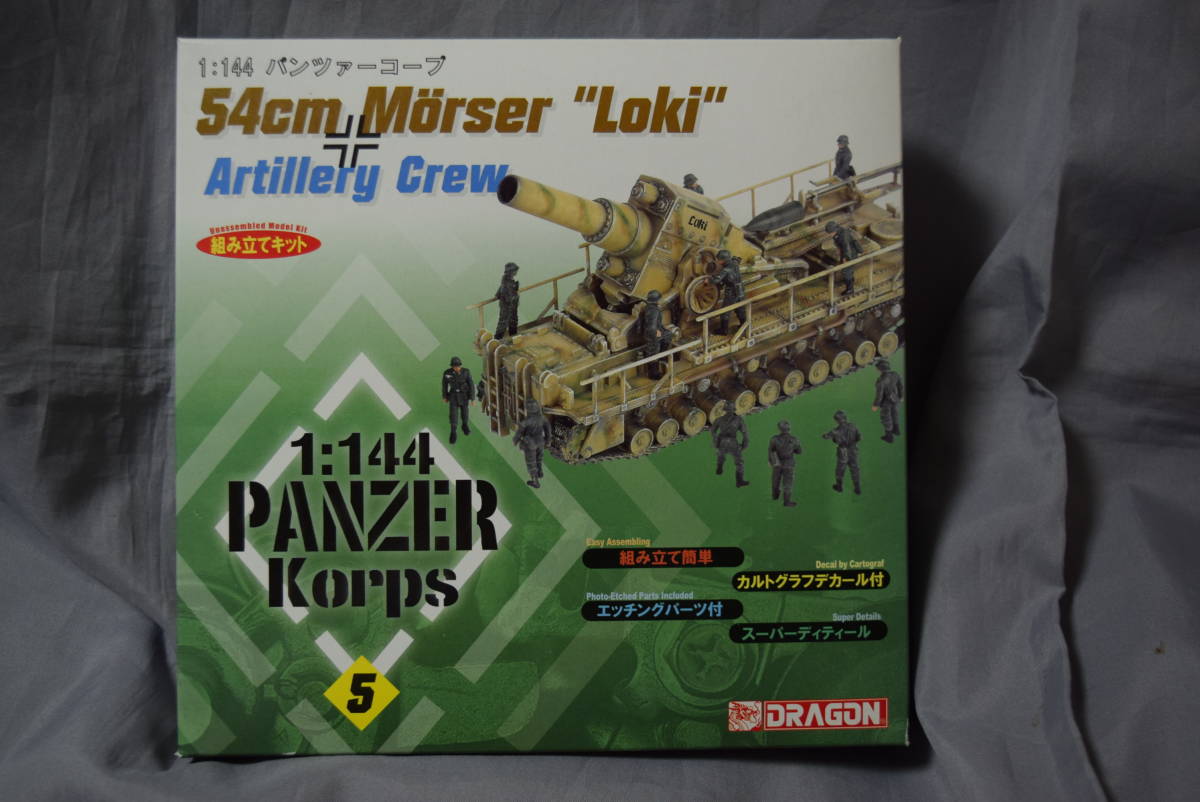 1:144 パンツァーコープ
54cm Mörser "Loki"
Artillery Crew
Unassembled Model Kit
組み立てキット
Loki
1:144
PANZER
Korps
5
Easy Assembling
組み立て簡単
Decal by Cartograf
カルトグラフデカール付
Photo-Etched Parts Included
エッチングパーツ付
Super Details
スーパーディティール
DRAGON